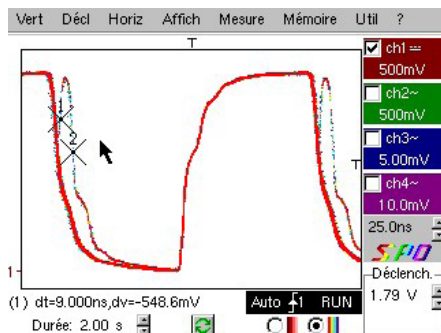 Vert Décl Horiz Affich Mesure Mémoire Util ?
T
ch1
500mV
ch2~
500mV
ch3~
5.00mV
ch4~
10.0mV
25.0ns
SPO
Déclench.
1.79 V
1
2
T
1
(1) dt=9.000ns,dv=-548.6mV
Auto 1 RUN
Durée: 2.00 s